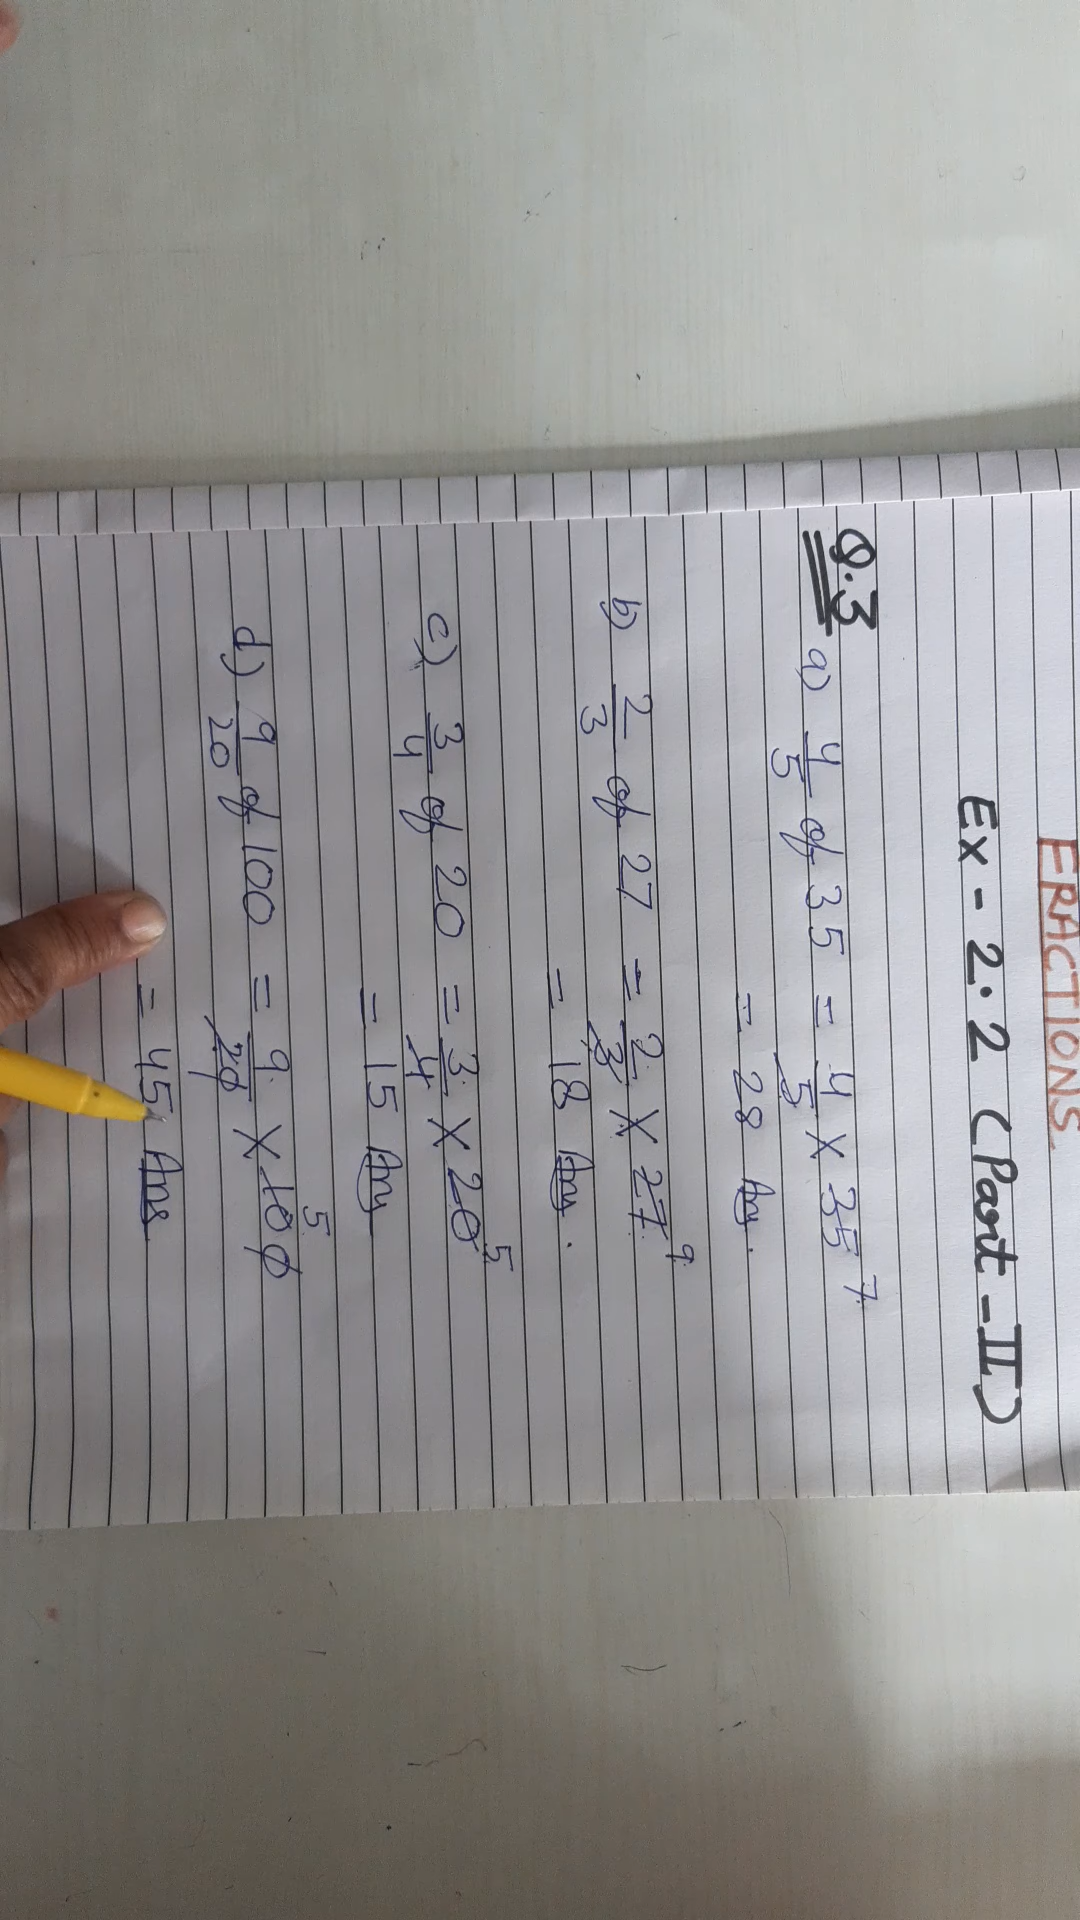 FRACTIONS
Ex - 2.2 (Part - II)
Q.3 a) 4/5 of 35 = 4/5 × 35 7
= 28 Ans.
b) 2/3 of 27 = 2/3 × 27 9
= 18 Ans.
c) 3/4 of 20 = 3/4 × 20 5
= 15 Ans
d) 9/20 of 100 = 9/20 × 100 5
= 45 Ans